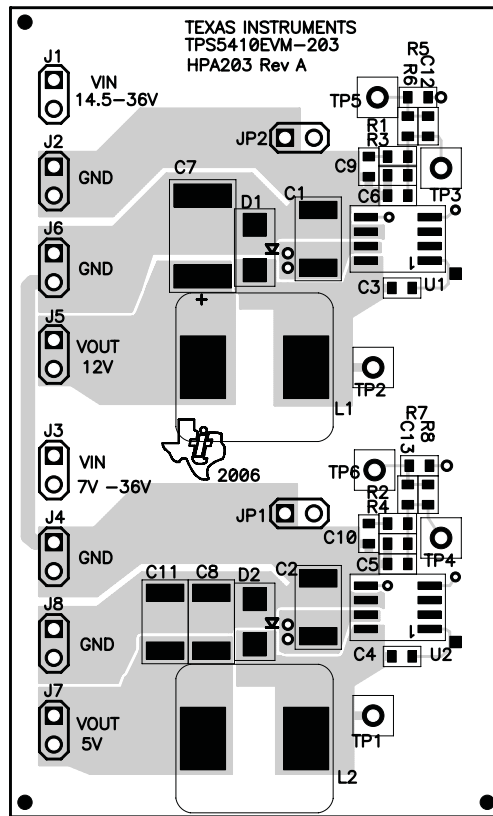 TEXAS INSTRUMENTS
TPS5410EVM-203
HPA203 Rev A
J1
VIN
14.5-36V
R5
C12
R6
TP5
JP2
R1
R3
J2
GND
C7
C9
TP3
D1
C1
C6
J6
GND
1
U1
C3
+
J5
VOUT
12V
TP2
L1
J3
VIN
7V -36V
2006
R7
R8
C13
TP6
R2
JP1
R4
J4
GND
C10
TP4
C11
C8
D2
C2
C5
J8
GND
1
U2
C4
J7
VOUT
5V
TP1
L2